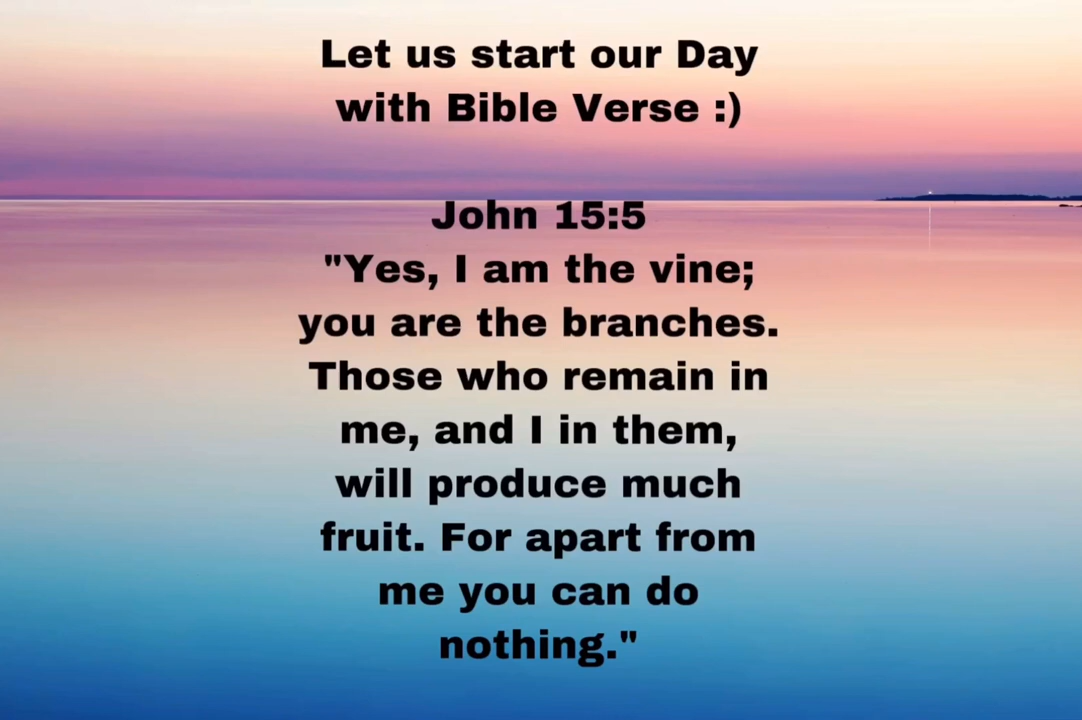 Let us start our Day
with Bible Verse :)
John 15:5
"Yes, I am the vine;
you are the branches.
Those who remain in
me, and I in them,
will produce much
fruit. For apart from
me you can do
nothing."